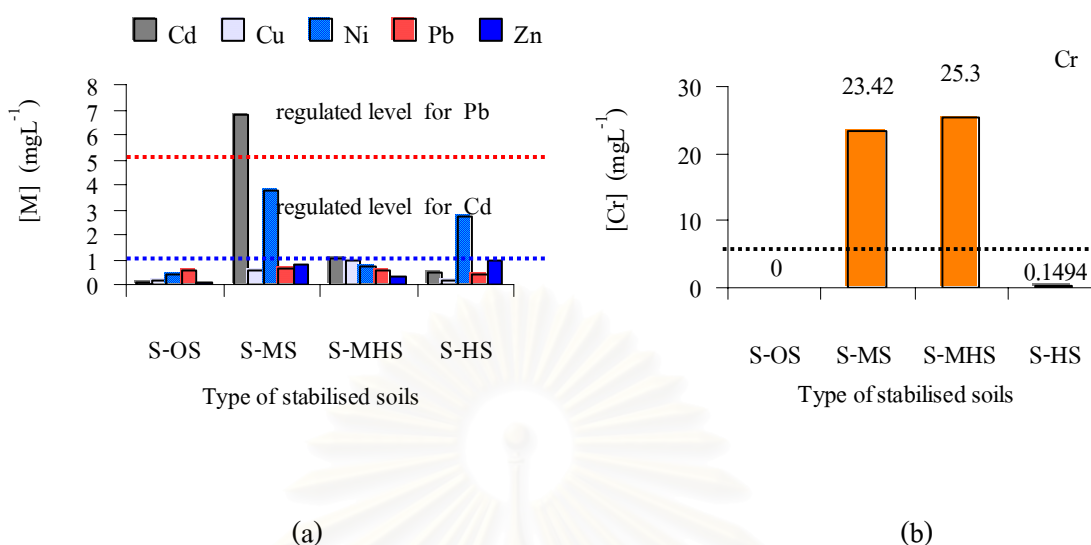 Cd Cu Ni Pb Zn
8
7
6
5
4
3
2
1
0
[M] (mgL⁻¹)
regulated level for Pb
regulated level for Cd
S-OS S-MS S-MHS S-HS
Type of stabilised soils
(a)
Cr
30
20
10
0
[Cr] (mgL⁻¹)
23.42
25.3
0
0.1494
S-OS S-MS S-MHS S-HS
Type of stabilised soils
(b)